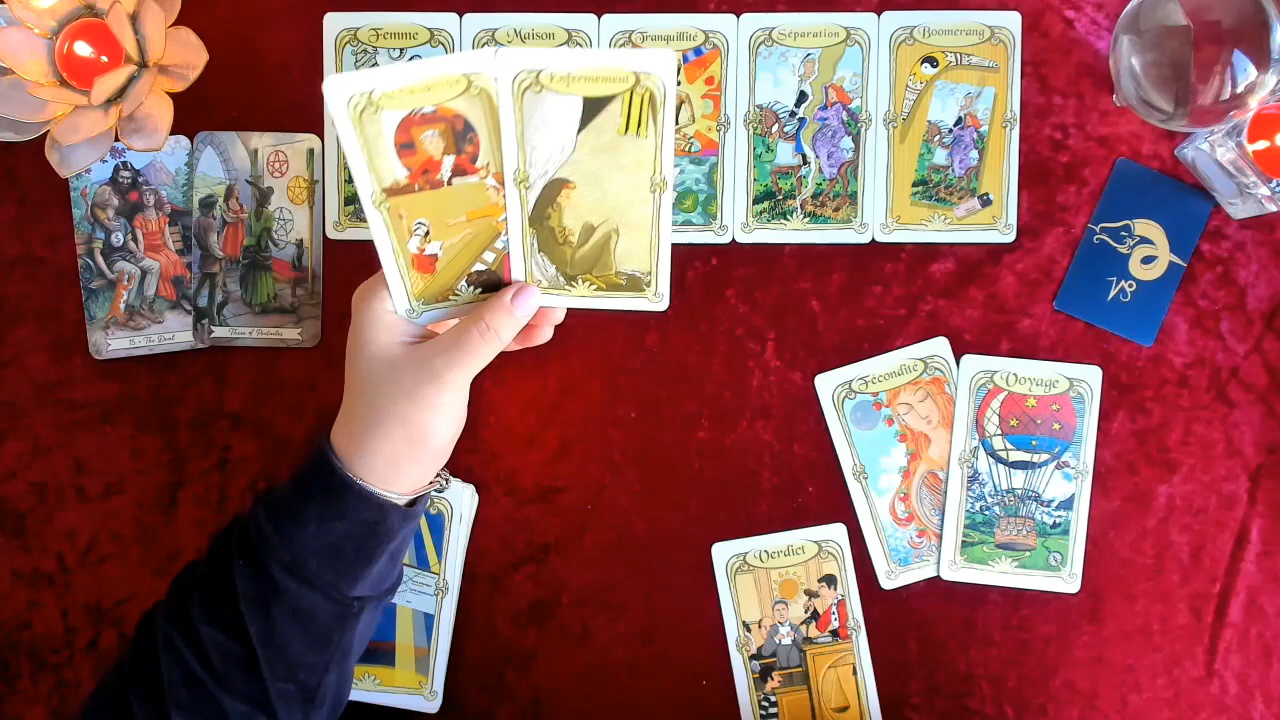 Femme
Maison
Tranquillité
Séparation
Boomerang
Enfermement
15 • The Devil
Three of Pentacles
Fécondité
Voyage
Verdict